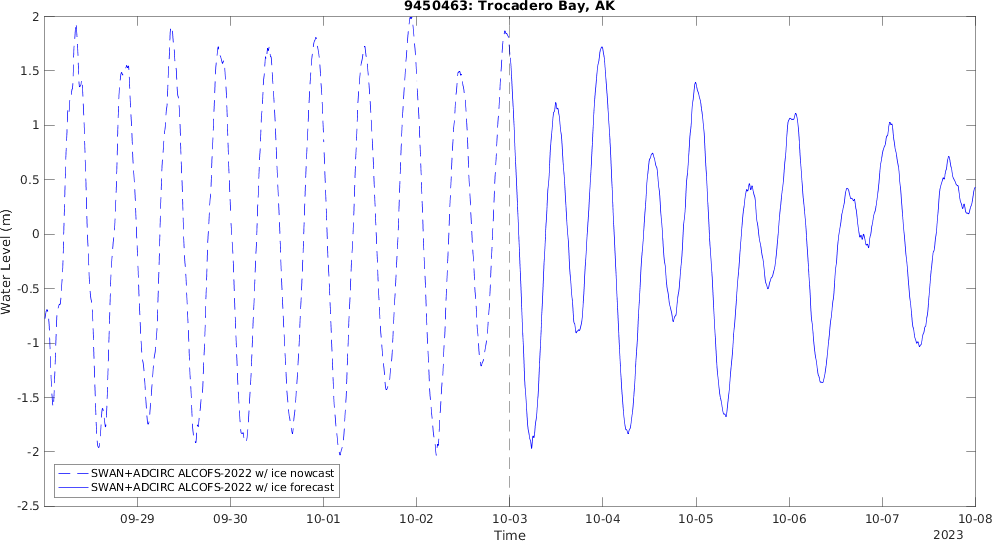 9450463: Trocadero Bay, AK
2
1.5
1
0.5
0
-0.5
-1
-1.5
-2
-2.5
Water Level (m)
SWAN+ADCIRC ALCOFS-2022 w/ ice nowcast
SWAN+ADCIRC ALCOFS-2022 w/ ice forecast
09-29 09-30 10-01 10-02 10-03 10-04 10-05 10-06 10-07 10-08
Time
2023